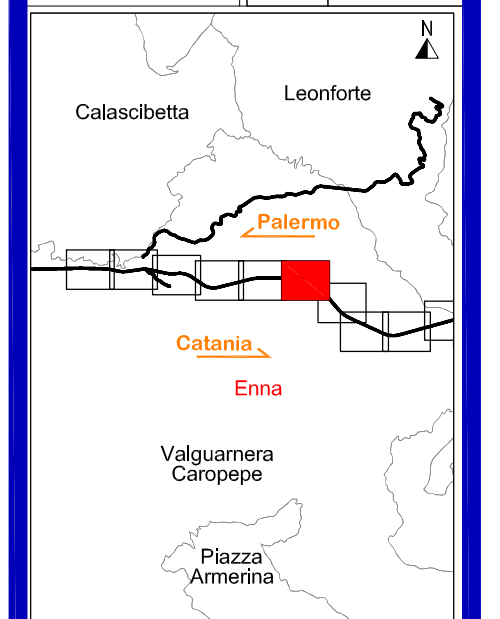 N
Leonforte
Calascibetta
Palermo
Catania
Enna
Valguarnera
Caropepe
Piazza
Armerina